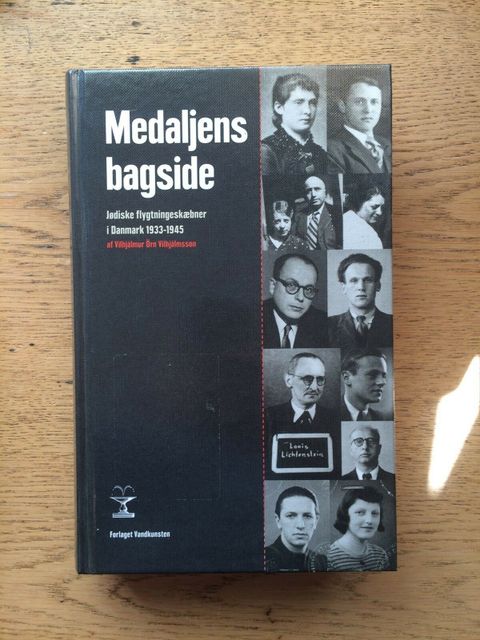 Medaljens
bagside
Jødiske flygtningeskæbner
i Danmark 1933-1945
af Vilhjálmur Örn Vilhjálmsson
Louis
Lichtenstein
Forlaget Vandkunsten